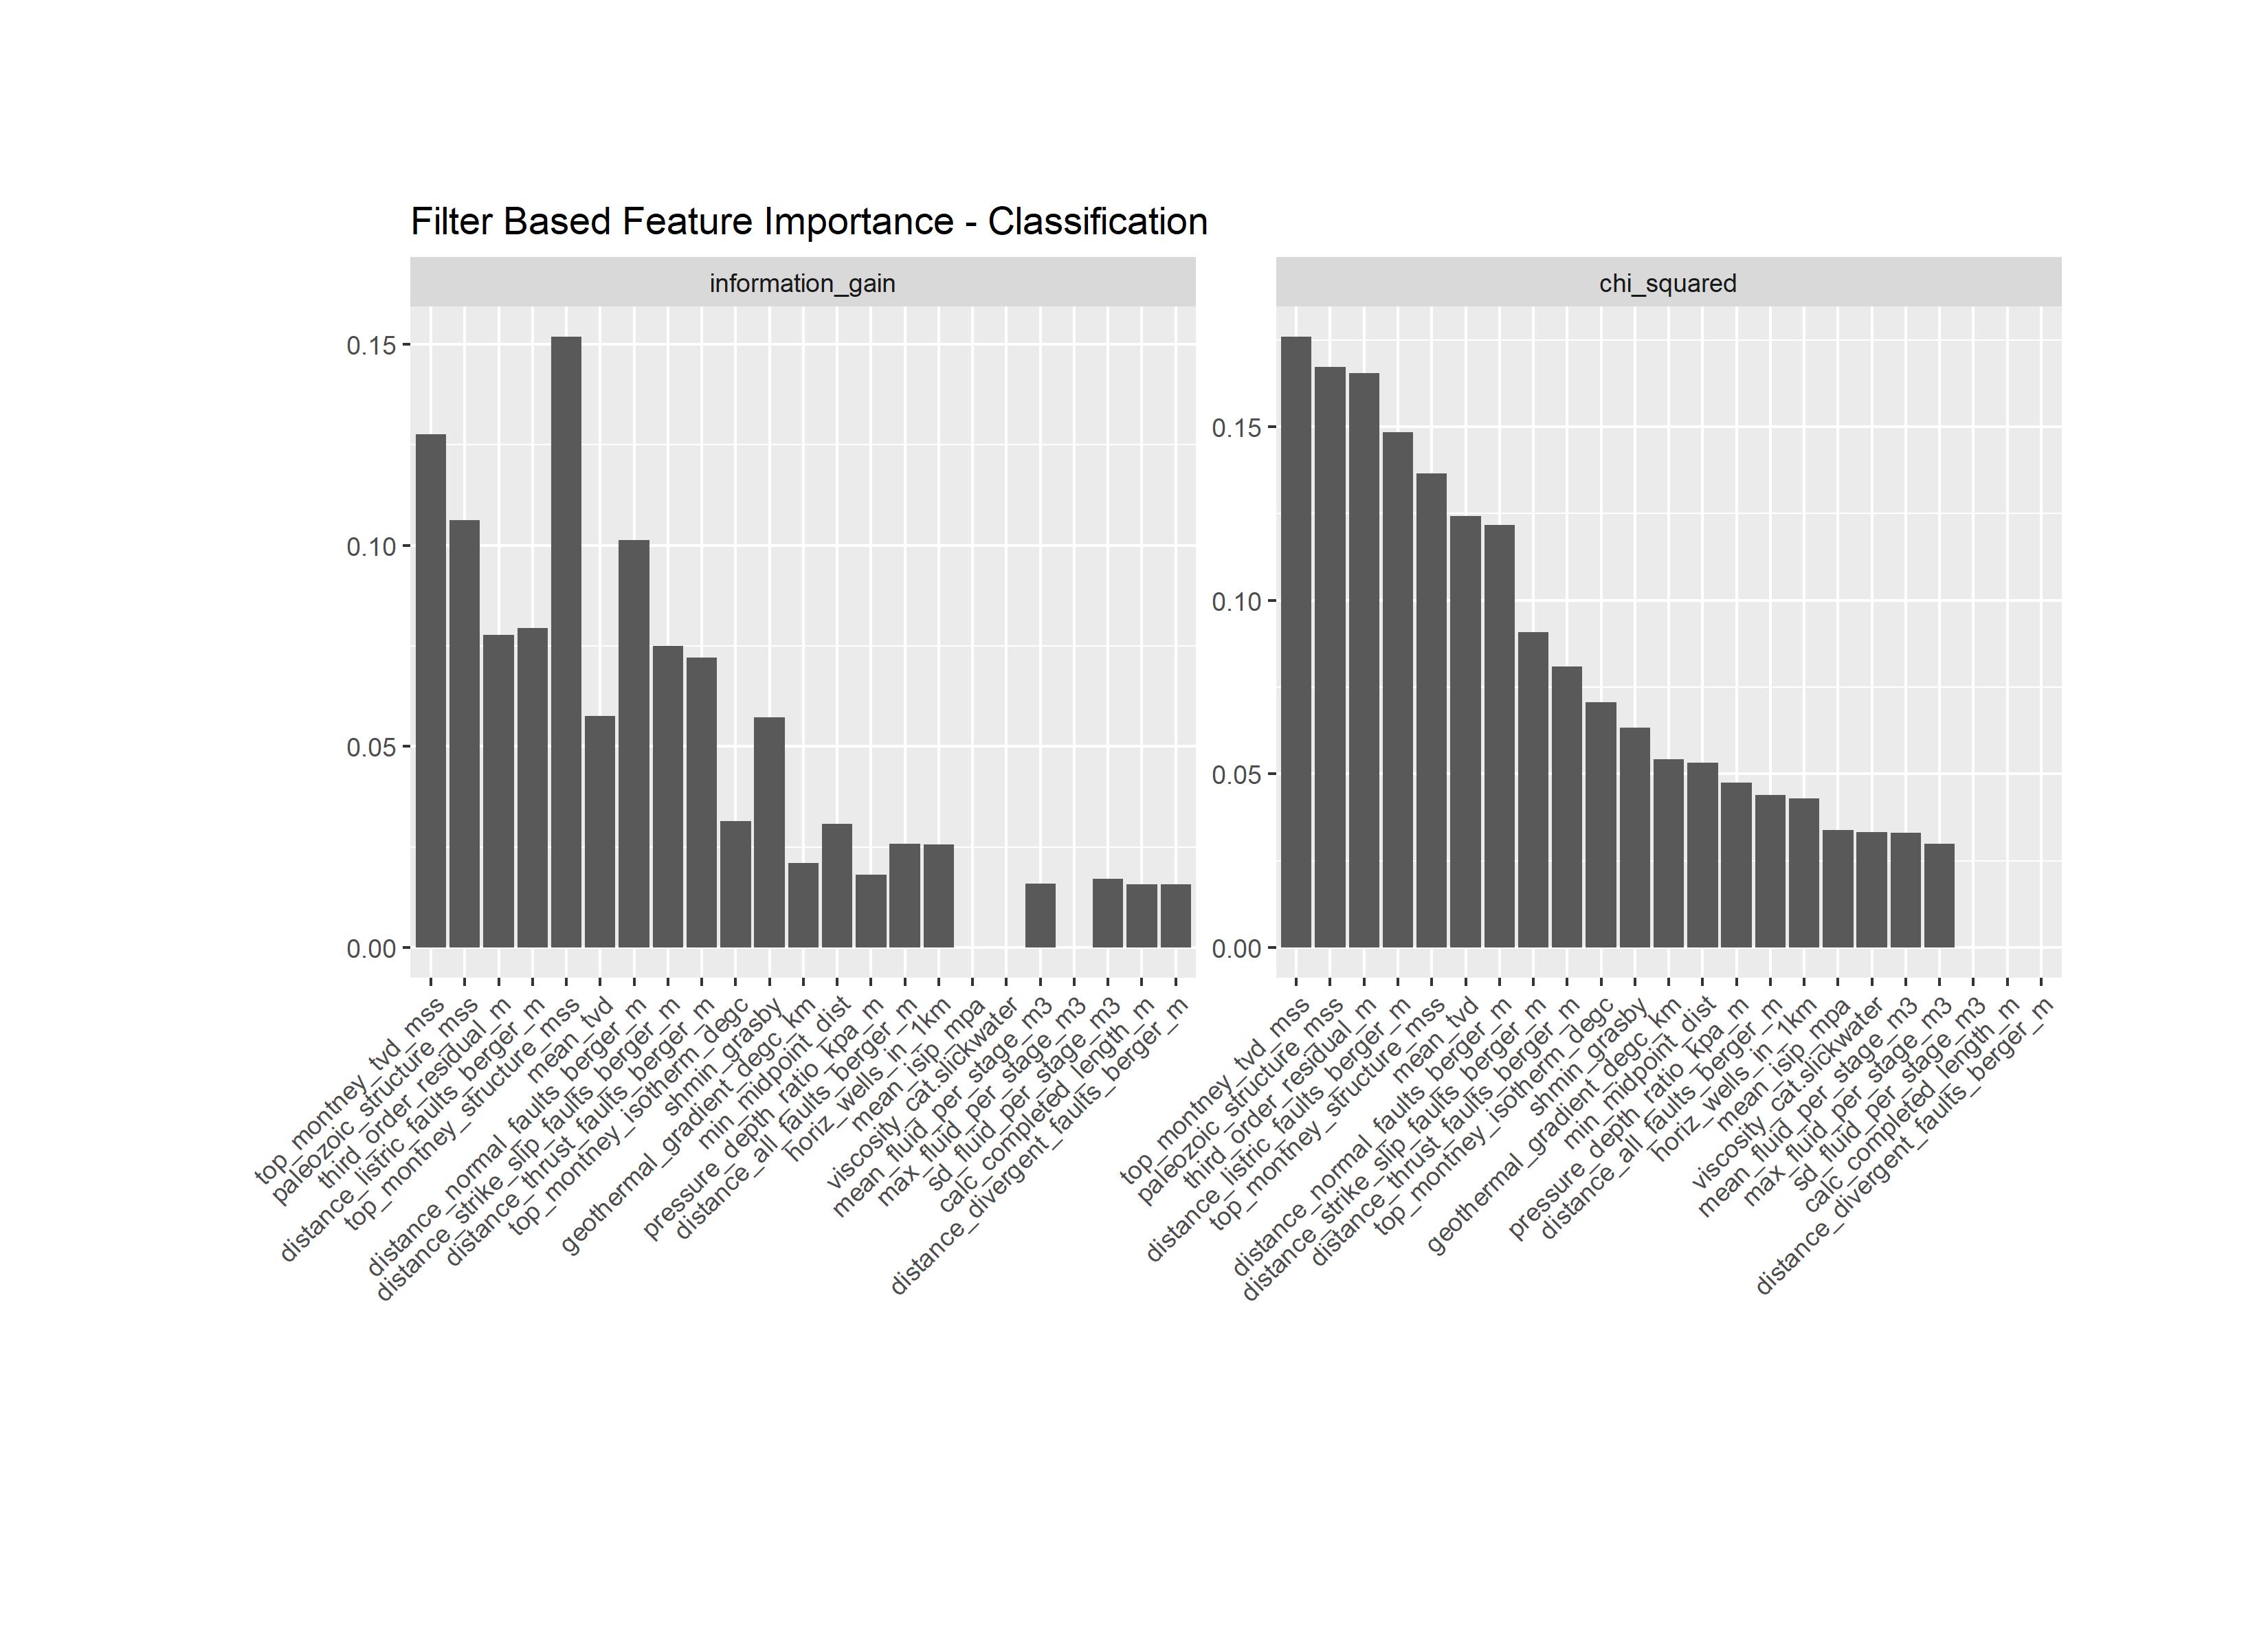 Filter Based Feature Importance - Classification
information_gain
chi_squared
0.15
0.10
0.05
0.00
0.15
0.10
0.05
0.00
top_montney_tvd_mss
paleozoic_structure_mss
third_order_residual_m
distance_listric_faults_berger_m
top_montney_structure_mss
mean_tvd
distance_normal_faults_berger_m
distance_strike_slip_faults_berger_m
distance_thrust_faults_berger_m
top_montney_isotherm_degc
shmin_grasby
geothermal_gradient_degc_km
min_midpoint_dist
pressure_depth_ratio_kpa_m
distance_all_faults_berger_m
horiz_wells_in_1km
mean_isip_mpa
viscosity_cat.slickwater
mean_fluid_per_stage_m3
max_fluid_per_stage_m3
sd_fluid_per_stage_m3
calc_completed_length_m
distance_divergent_faults_berger_m
top_montney_tvd_mss
paleozoic_structure_mss
third_order_residual_m
distance_listric_faults_berger_m
top_montney_structure_mss
mean_tvd
distance_normal_faults_berger_m
distance_strike_slip_faults_berger_m
distance_thrust_faults_berger_m
top_montney_isotherm_degc
shmin_grasby
geothermal_gradient_degc_km
min_midpoint_dist
pressure_depth_ratio_kpa_m
distance_all_faults_berger_m
horiz_wells_in_1km
mean_isip_mpa
viscosity_cat.slickwater
mean_fluid_per_stage_m3
max_fluid_per_stage_m3
sd_fluid_per_stage_m3
calc_completed_length_m
distance_divergent_faults_berger_m